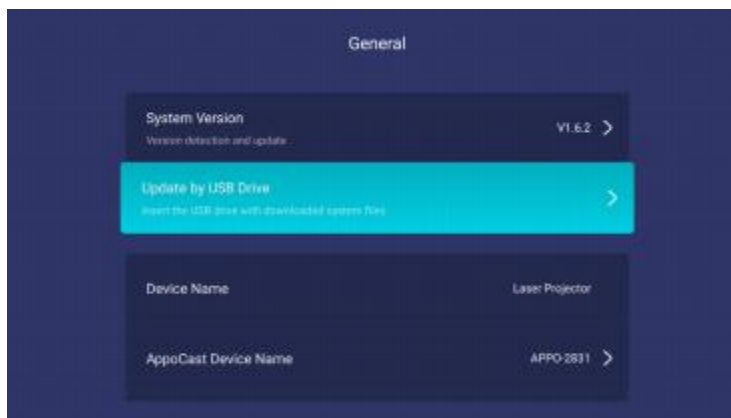 General
System Version
V1.6.2
Version detection and update
Update by USB Drive
Insert the USB drive with downloaded system files
Device Name
Laser Projector
AppoCast Device Name
APPO-2831